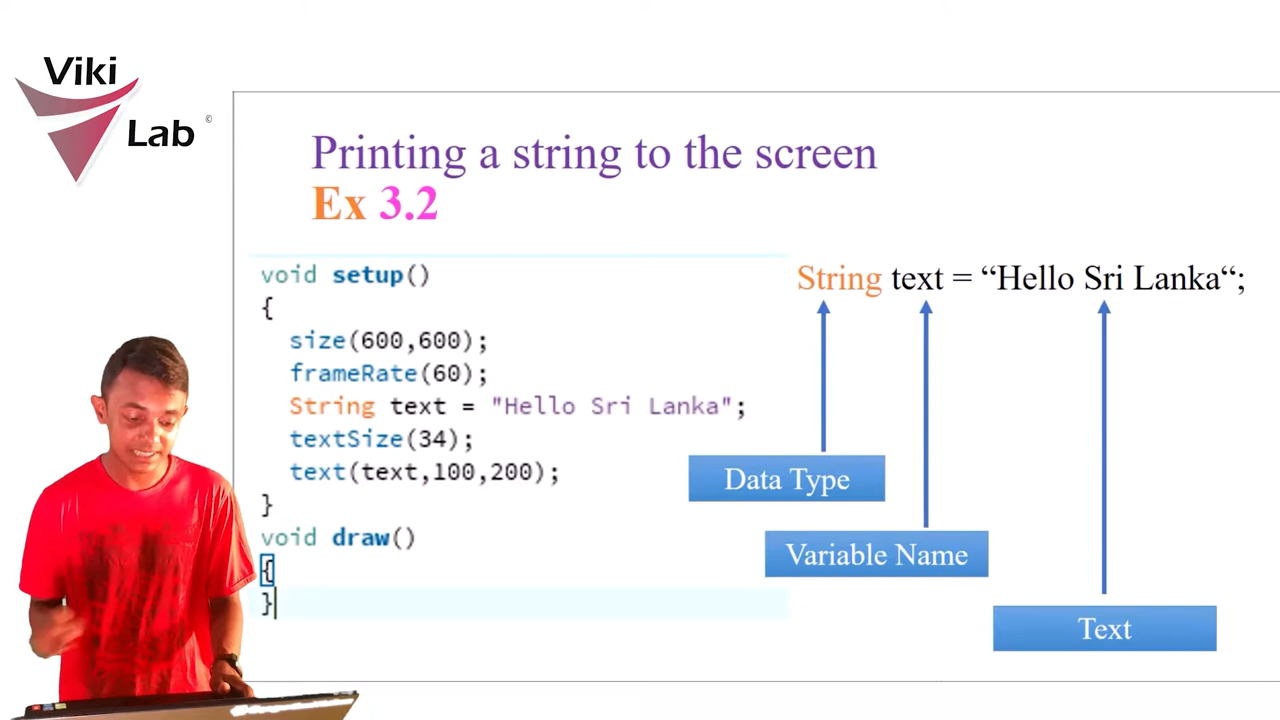 Viki
Lab ©
Printing a string to the screen
Ex 3.2
void setup()
{
size(600,600);
frameRate(60);
String text = "Hello Sri Lanka";
textSize(34);
text(text,100,200);
}
void draw()
{
}
String text = “Hello Sri Lanka“;
Data Type
Variable Name
Text